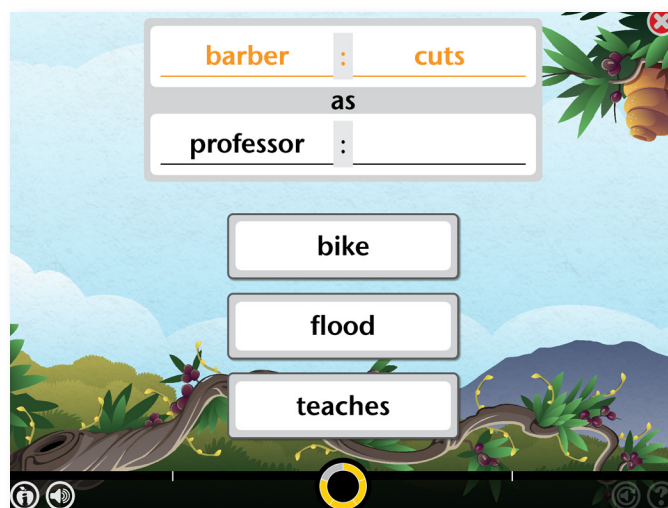 barber : cuts
as
professor :
bike
flood
teaches